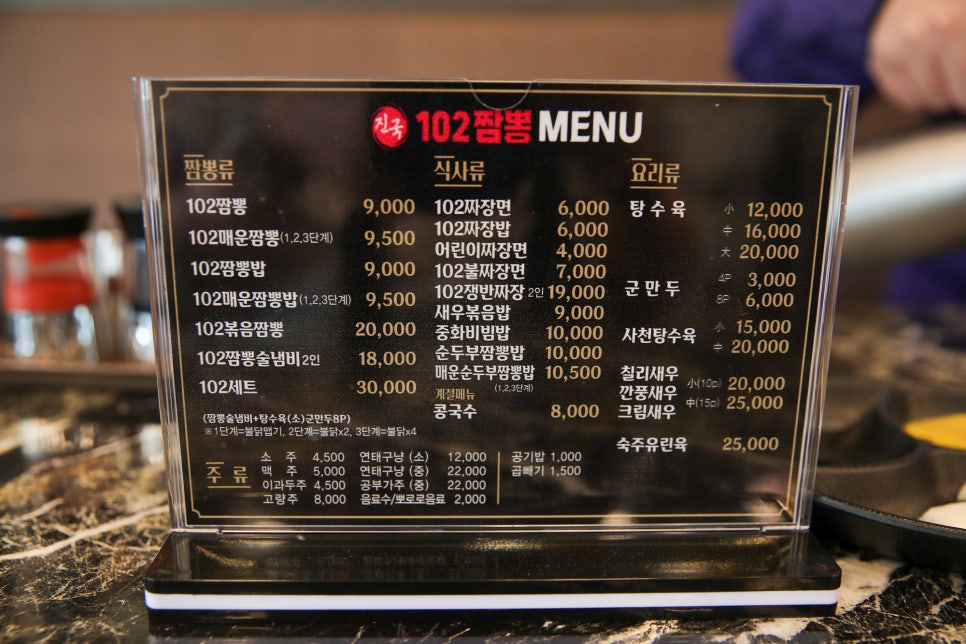 진국 102짬뽕 MENU
짬뽕류
102짬뽕 9,000
102매운짬뽕(1,2,3단계) 9,500
102짬뽕밥 9,000
102매운짬뽕밥(1,2,3단계) 9,500
102볶음짬뽕 20,000
102짬뽕술냄비2인 18,000
102세트 30,000
(짬뽕술냄비+탕수육(소)군만두8P)
※1단계=불닭맵기, 2단계=불닭x2, 3단계=불닭x4
식사류
102짜장면 6,000
102짜장밥 6,000
어린이짜장면 4,000
102불짜장면 7,000
102쟁반짜장 2인 19,000
새우볶음밥 9,000
중화비빔밥 10,000
순두부짬뽕밥 10,000
매운순두부짬뽕밥 10,500
(1,2,3단계)
계절메뉴
콩국수 8,000
요리류
탕수육 小 12,000
中 16,000
大 20,000
군만두 4P 3,000
8P 6,000
사천탕수육 小 15,000
中 20,000
칠리새우
깐풍새우 小(10p) 20,000
크림새우 中(15p) 25,000
숙주유린육 25,000
주류
소주 4,500 연태구냥 (소) 12,000
맥주 5,000 연태구냥 (중) 22,000
이과두주 4,500 공부가주 (중) 22,000
고량주 8,000 음료수/뽀로로음료 2,000
공기밥 1,000
곱빼기 1,500